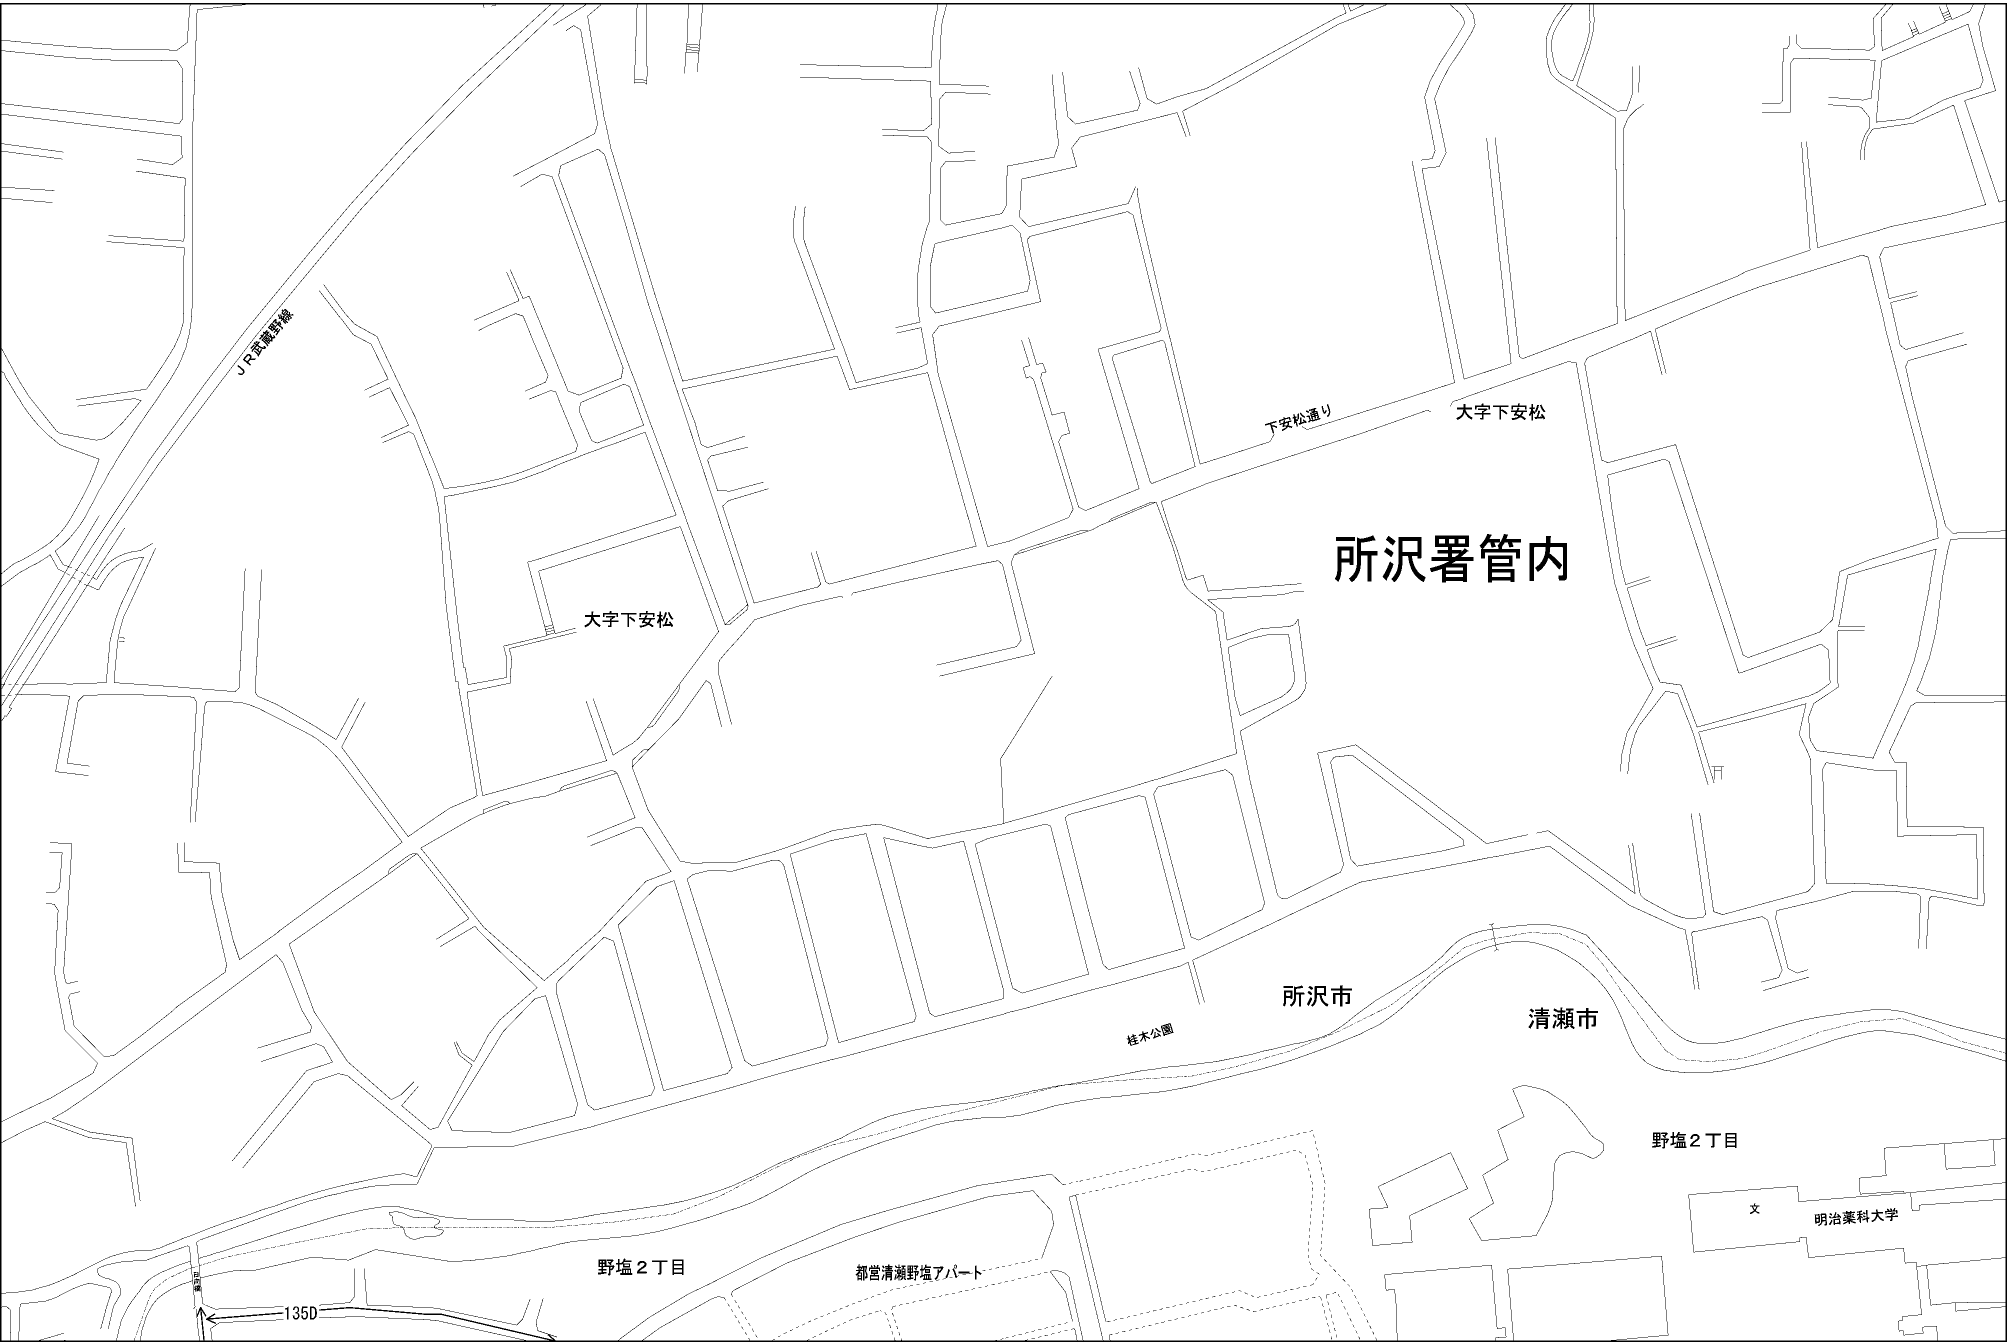 ＪＲ武蔵野線
下安松通り
大字下安松
所沢署管内
大字下安松
所沢市
清瀬市
桂木公園
野塩２丁目
文
明治薬科大学
野塩２丁目
都営清瀬野塩アパート
135D